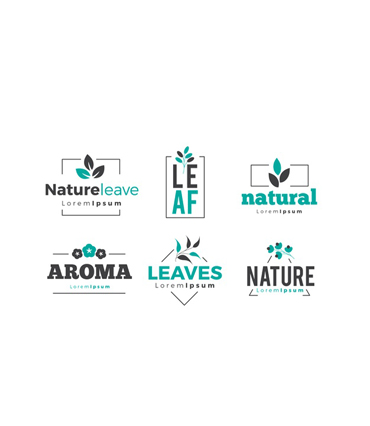 Natureleave
LoremIpsum
LE
AF
natural
LoremIpsum
AROMA
LoremIpsum
LEAVES
LoremIpsum
NATURE
LoremIpsum